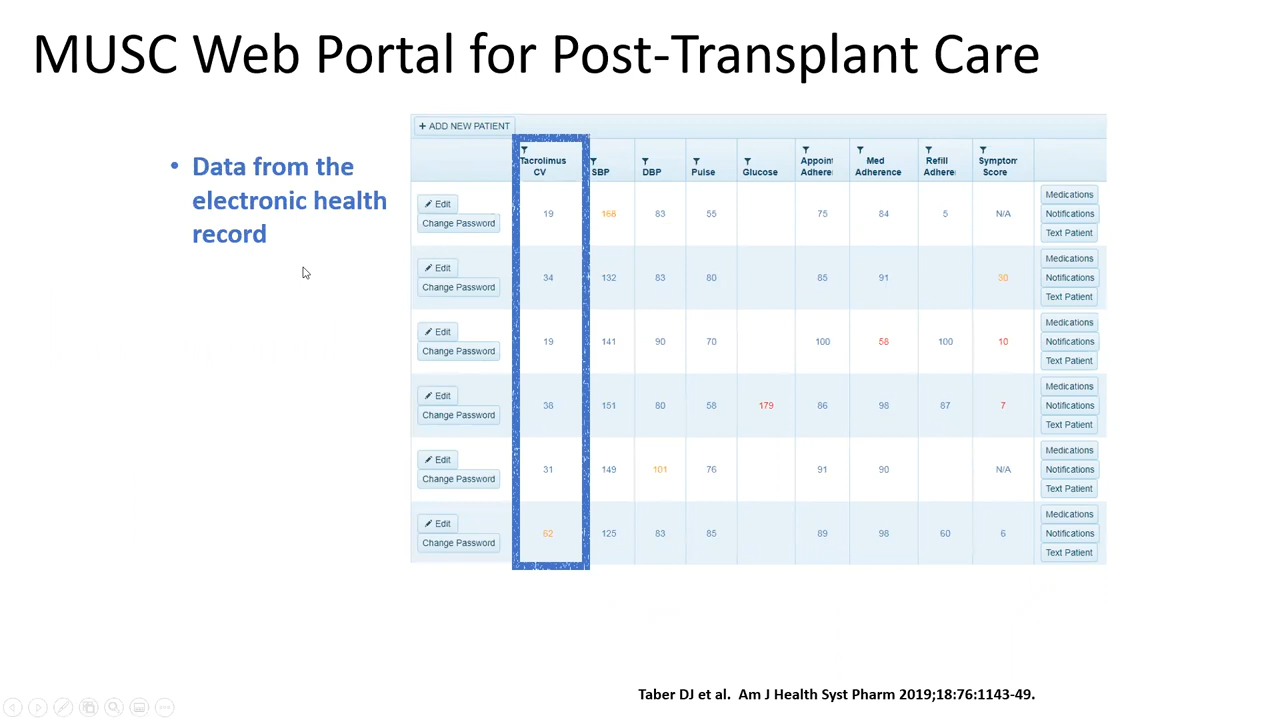 MUSC Web Portal for Post-Transplant Care
• Data from the
electronic health
record
+ ADD NEW PATIENT
Tacrolimus CV SBP DBP Pulse Glucose Appoint Adhere Med Adherence Refill Adhere Symptom Score
Edit Change Password 19 168 83 55 75 84 5 N/A Medications Notifications Text Patient
Edit Change Password 34 132 83 80 85 91 30 Medications Notifications Text Patient
Edit Change Password 19 141 90 70 100 58 100 10 Medications Notifications Text Patient
Edit Change Password 38 151 80 58 179 86 98 87 7 Medications Notifications Text Patient
Edit Change Password 31 149 101 76 91 90 N/A Medications Notifications Text Patient
Edit Change Password 62 125 83 85 89 98 60 6 Medications Notifications Text Patient
Taber DJ et al. Am J Health Syst Pharm 2019;18:76:1143-49.